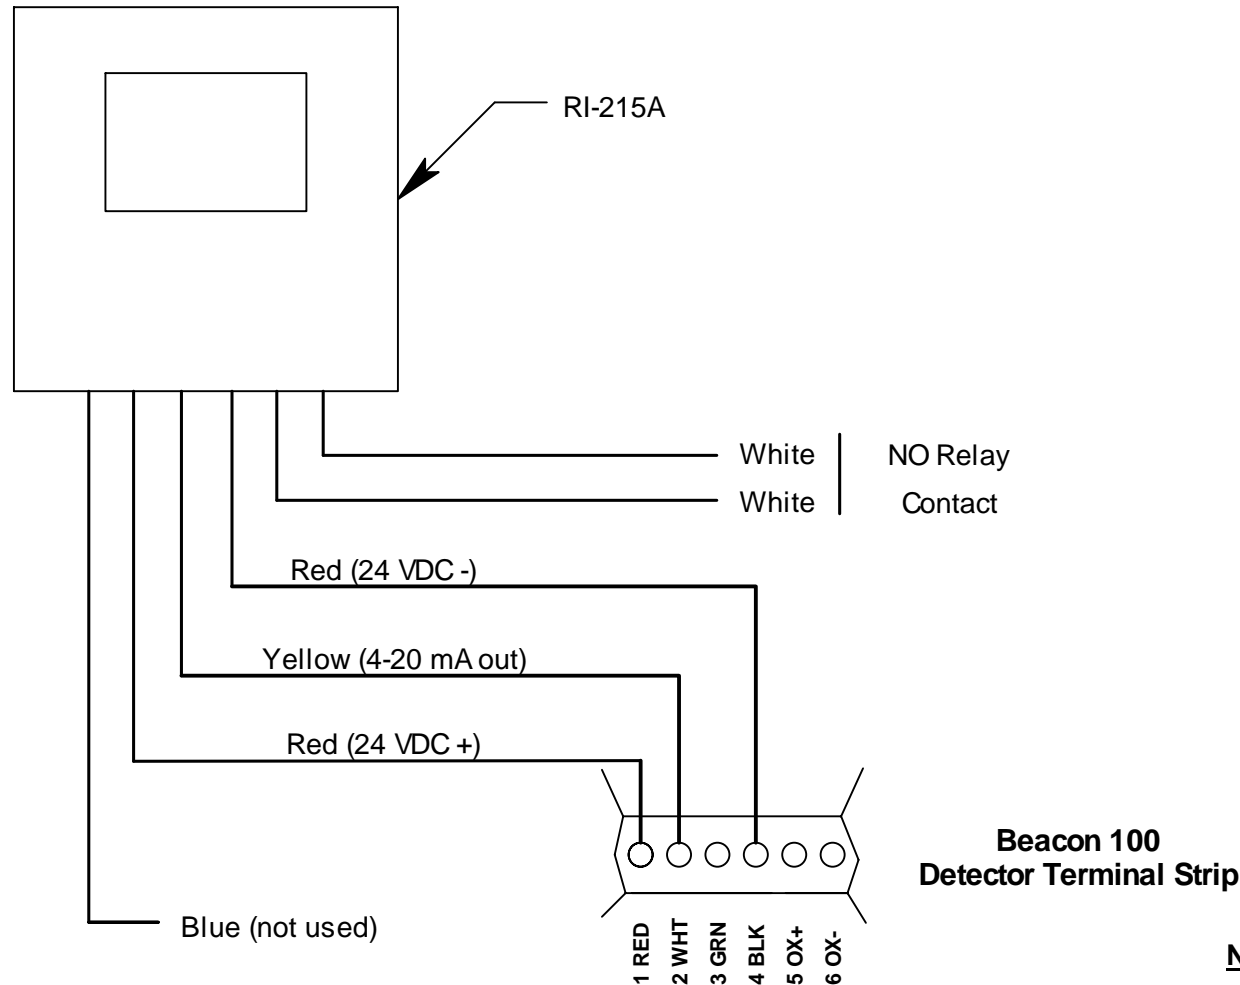 RI-215A
White
NO Relay
White
Contact
Red (24 VDC -)
Yellow (4-20 mA out)
Red (24 VDC +)
Beacon 100
Detector Terminal Strip
Blue (not used)
1 RED
2 WHT
3 GRN
4 BLK
5 OX+
6 OX-
N